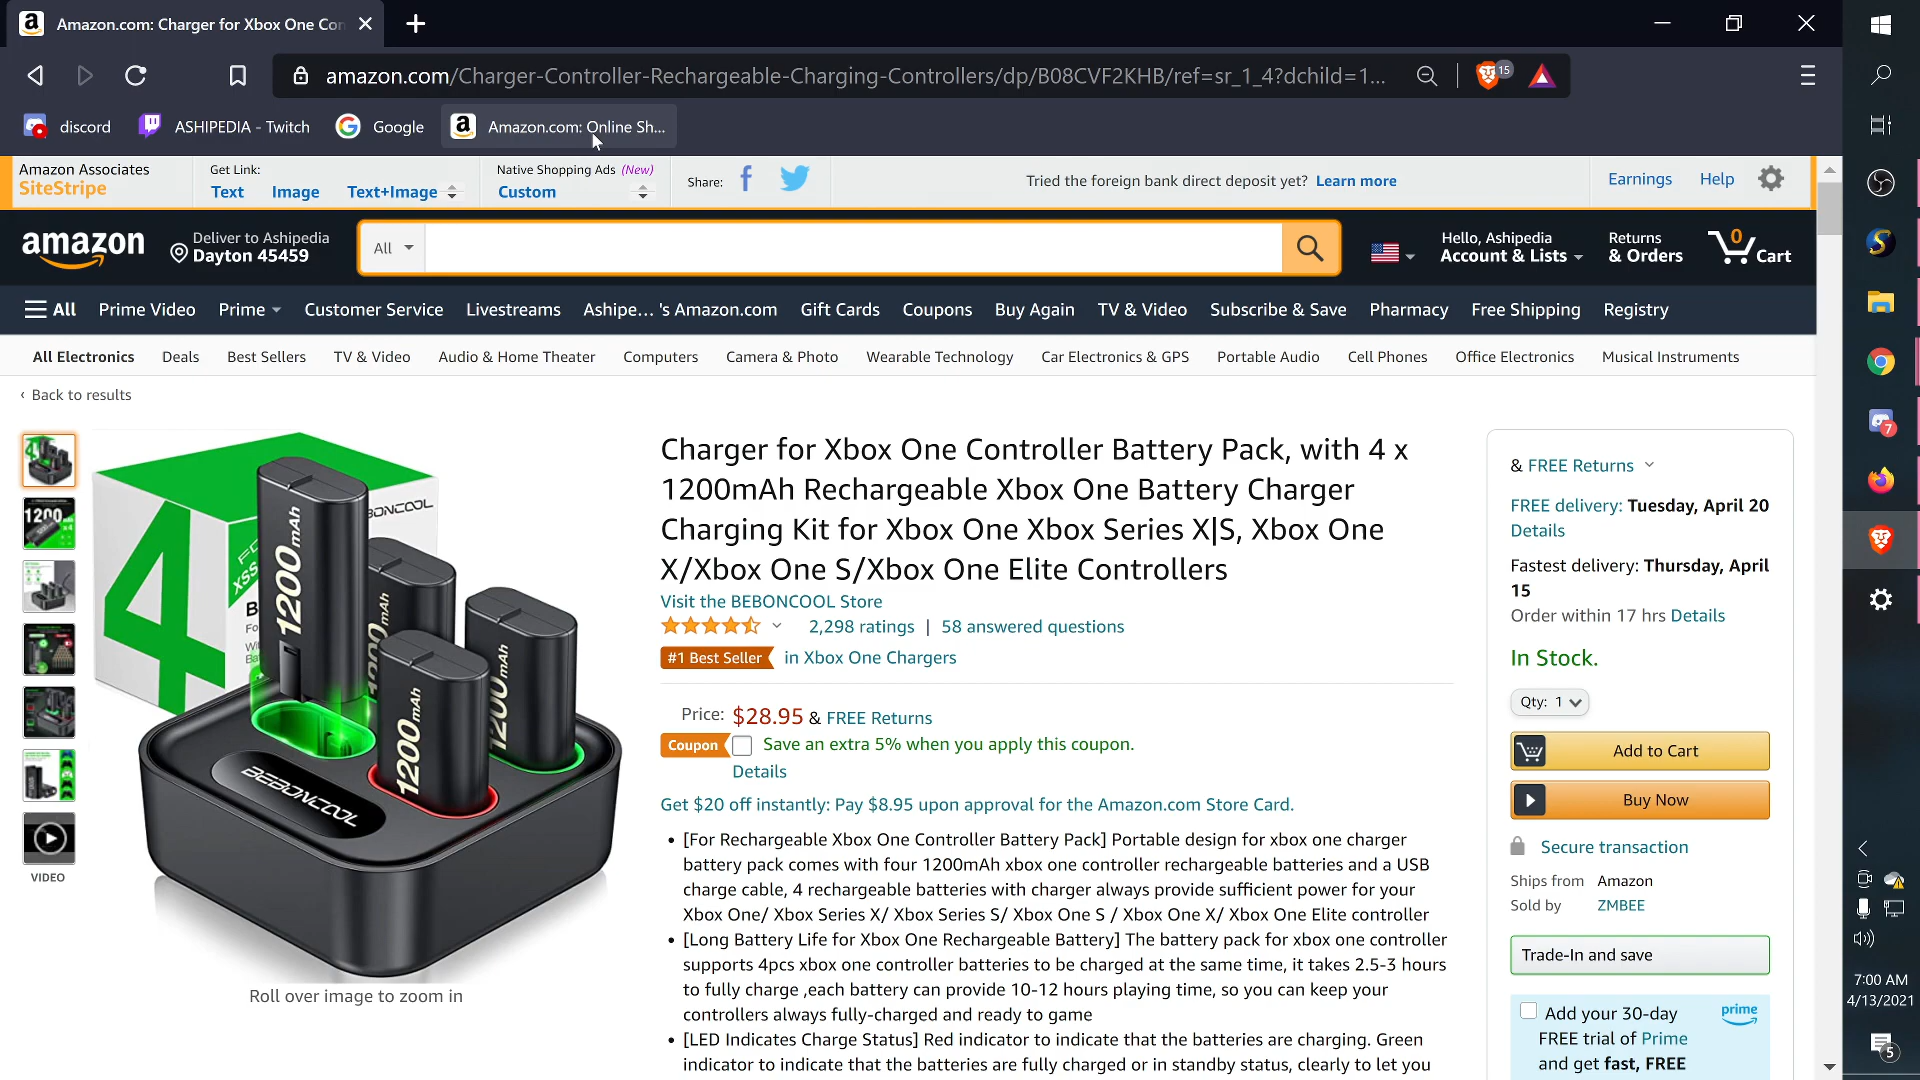 Amazon.com: Charger for Xbox One Con
amazon.com/Charger-Controller-Rechargeable-Charging-Controllers/dp/B08CVF2KHB/ref=sr_1_4?dchild=1...
15
discord
ASHIPEDIA - Twitch
Google
Amazon.com: Online Sh...
Amazon Associates
SiteStripe
Get Link:
Text Image Text+Image
Native Shopping Ads (New)
Custom
Share:
Tried the foreign bank direct deposit yet? Learn more
Earnings
Help
amazon
Deliver to Ashipedia
Dayton 45459
All
Hello, Ashipedia
Account & Lists
Returns
& Orders
0
Cart
All Prime Video Prime Customer Service Livestreams Ashipe... 's Amazon.com Gift Cards Coupons Buy Again TV & Video Subscribe & Save Pharmacy Free Shipping Registry
All Electronics Deals Best Sellers TV & Video Audio & Home Theater Computers Camera & Photo Wearable Technology Car Electronics & GPS Portable Audio Cell Phones Office Electronics Musical Instruments
‹ Back to results
4
BEBONCOOL
1200mAh
1200mAh
1200mAh
BEBONCOOL
VIDEO
Roll over image to zoom in
Charger for Xbox One Controller Battery Pack, with 4 x
1200mAh Rechargeable Xbox One Battery Charger
Charging Kit for Xbox One Xbox Series X|S, Xbox One
X/Xbox One S/Xbox One Elite Controllers
Visit the BEBONCOOL Store
2,298 ratings | 58 answered questions
#1 Best Seller in Xbox One Chargers
Price: $28.95 & FREE Returns
Coupon Save an extra 5% when you apply this coupon.
Details
Get $20 off instantly: Pay $8.95 upon approval for the Amazon.com Store Card.
• [For Rechargeable Xbox One Controller Battery Pack] Portable design for xbox one charger
battery pack comes with four 1200mAh xbox one controller rechargeable batteries and a USB
charge cable, 4 rechargeable batteries with charger always provide sufficient power for your
Xbox One/ Xbox Series X/ Xbox Series S/ Xbox One S / Xbox One X/ Xbox One Elite controller
• [Long Battery Life for Xbox One Rechargeable Battery] The battery pack for xbox one controller
supports 4pcs xbox one controller batteries to be charged at the same time, it takes 2.5-3 hours
to fully charge ,each battery can provide 10-12 hours playing time, so you can keep your
controllers always fully-charged and ready to game
• [LED Indicates Charge Status] Red indicator to indicate that the batteries are charging. Green
indicator to indicate that the batteries are fully charged or in standby status, clearly to let you
& FREE Returns
FREE delivery: Tuesday, April 20
Details
Fastest delivery: Thursday, April
15
Order within 17 hrs Details
In Stock.
Qty: 1
Add to Cart
Buy Now
Secure transaction
Ships from Amazon
Sold by ZMBEE
Trade-In and save
Add your 30-day
FREE trial of Prime
and get fast, FREE
prime
7
7:00 AM
4/13/2021
5